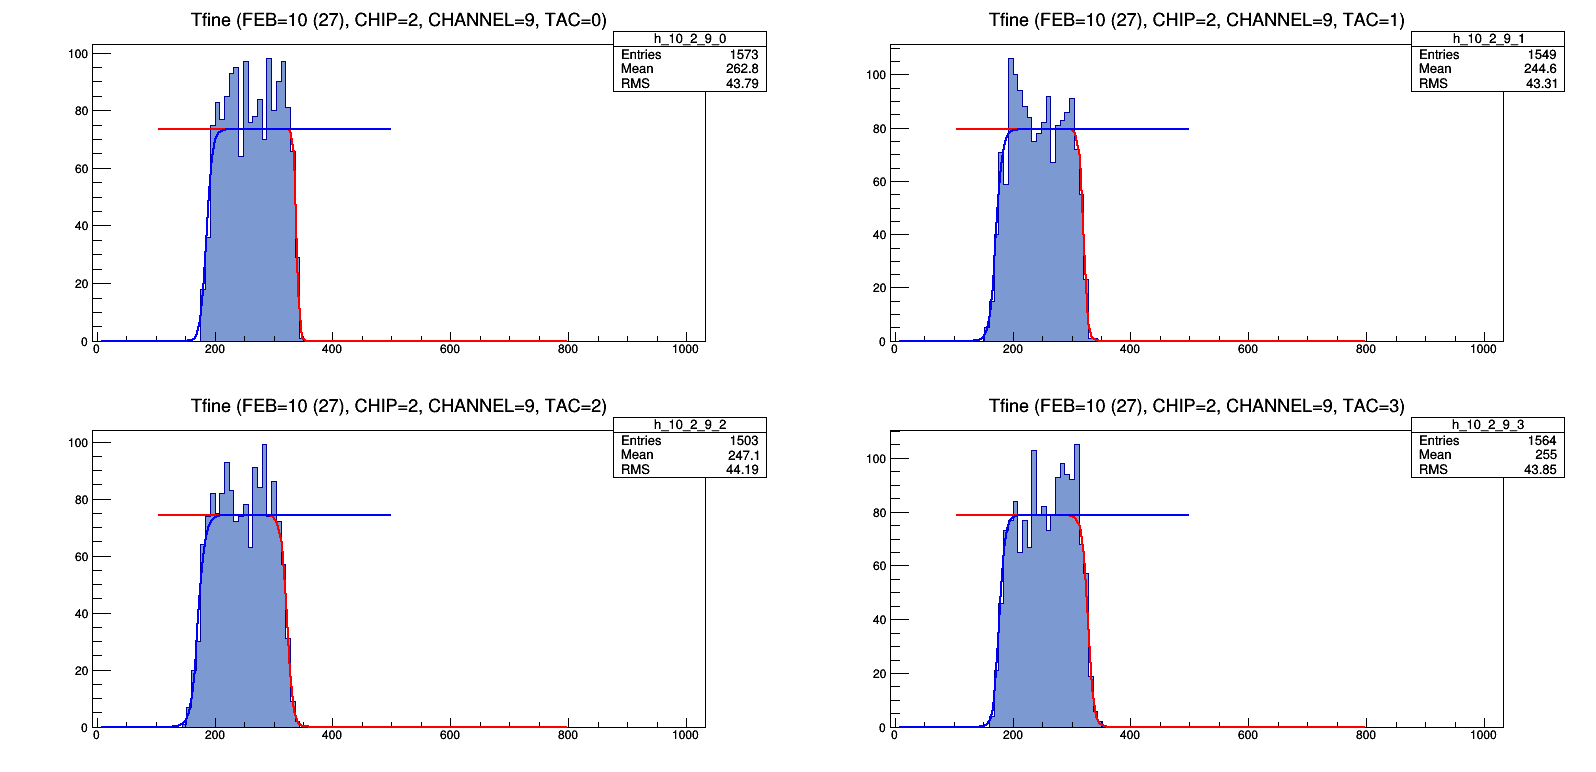 Tfine (FEB=10 (27), CHIP=2, CHANNEL=9, TAC=0)
h_10_2_9_0
Entries 1573
Mean 262.8
RMS 43.79
100
80
60
40
20
0
0 200 400 600 800 1000
Tfine (FEB=10 (27), CHIP=2, CHANNEL=9, TAC=1)
h_10_2_9_1
Entries 1549
Mean 244.6
RMS 43.31
100
80
60
40
20
0
0 200 400 600 800 1000
Tfine (FEB=10 (27), CHIP=2, CHANNEL=9, TAC=2)
h_10_2_9_2
Entries 1503
Mean 247.1
RMS 44.19
100
80
60
40
20
0
0 200 400 600 800 1000
Tfine (FEB=10 (27), CHIP=2, CHANNEL=9, TAC=3)
h_10_2_9_3
Entries 1564
Mean 255
RMS 43.85
100
80
60
40
20
0
0 200 400 600 800 1000